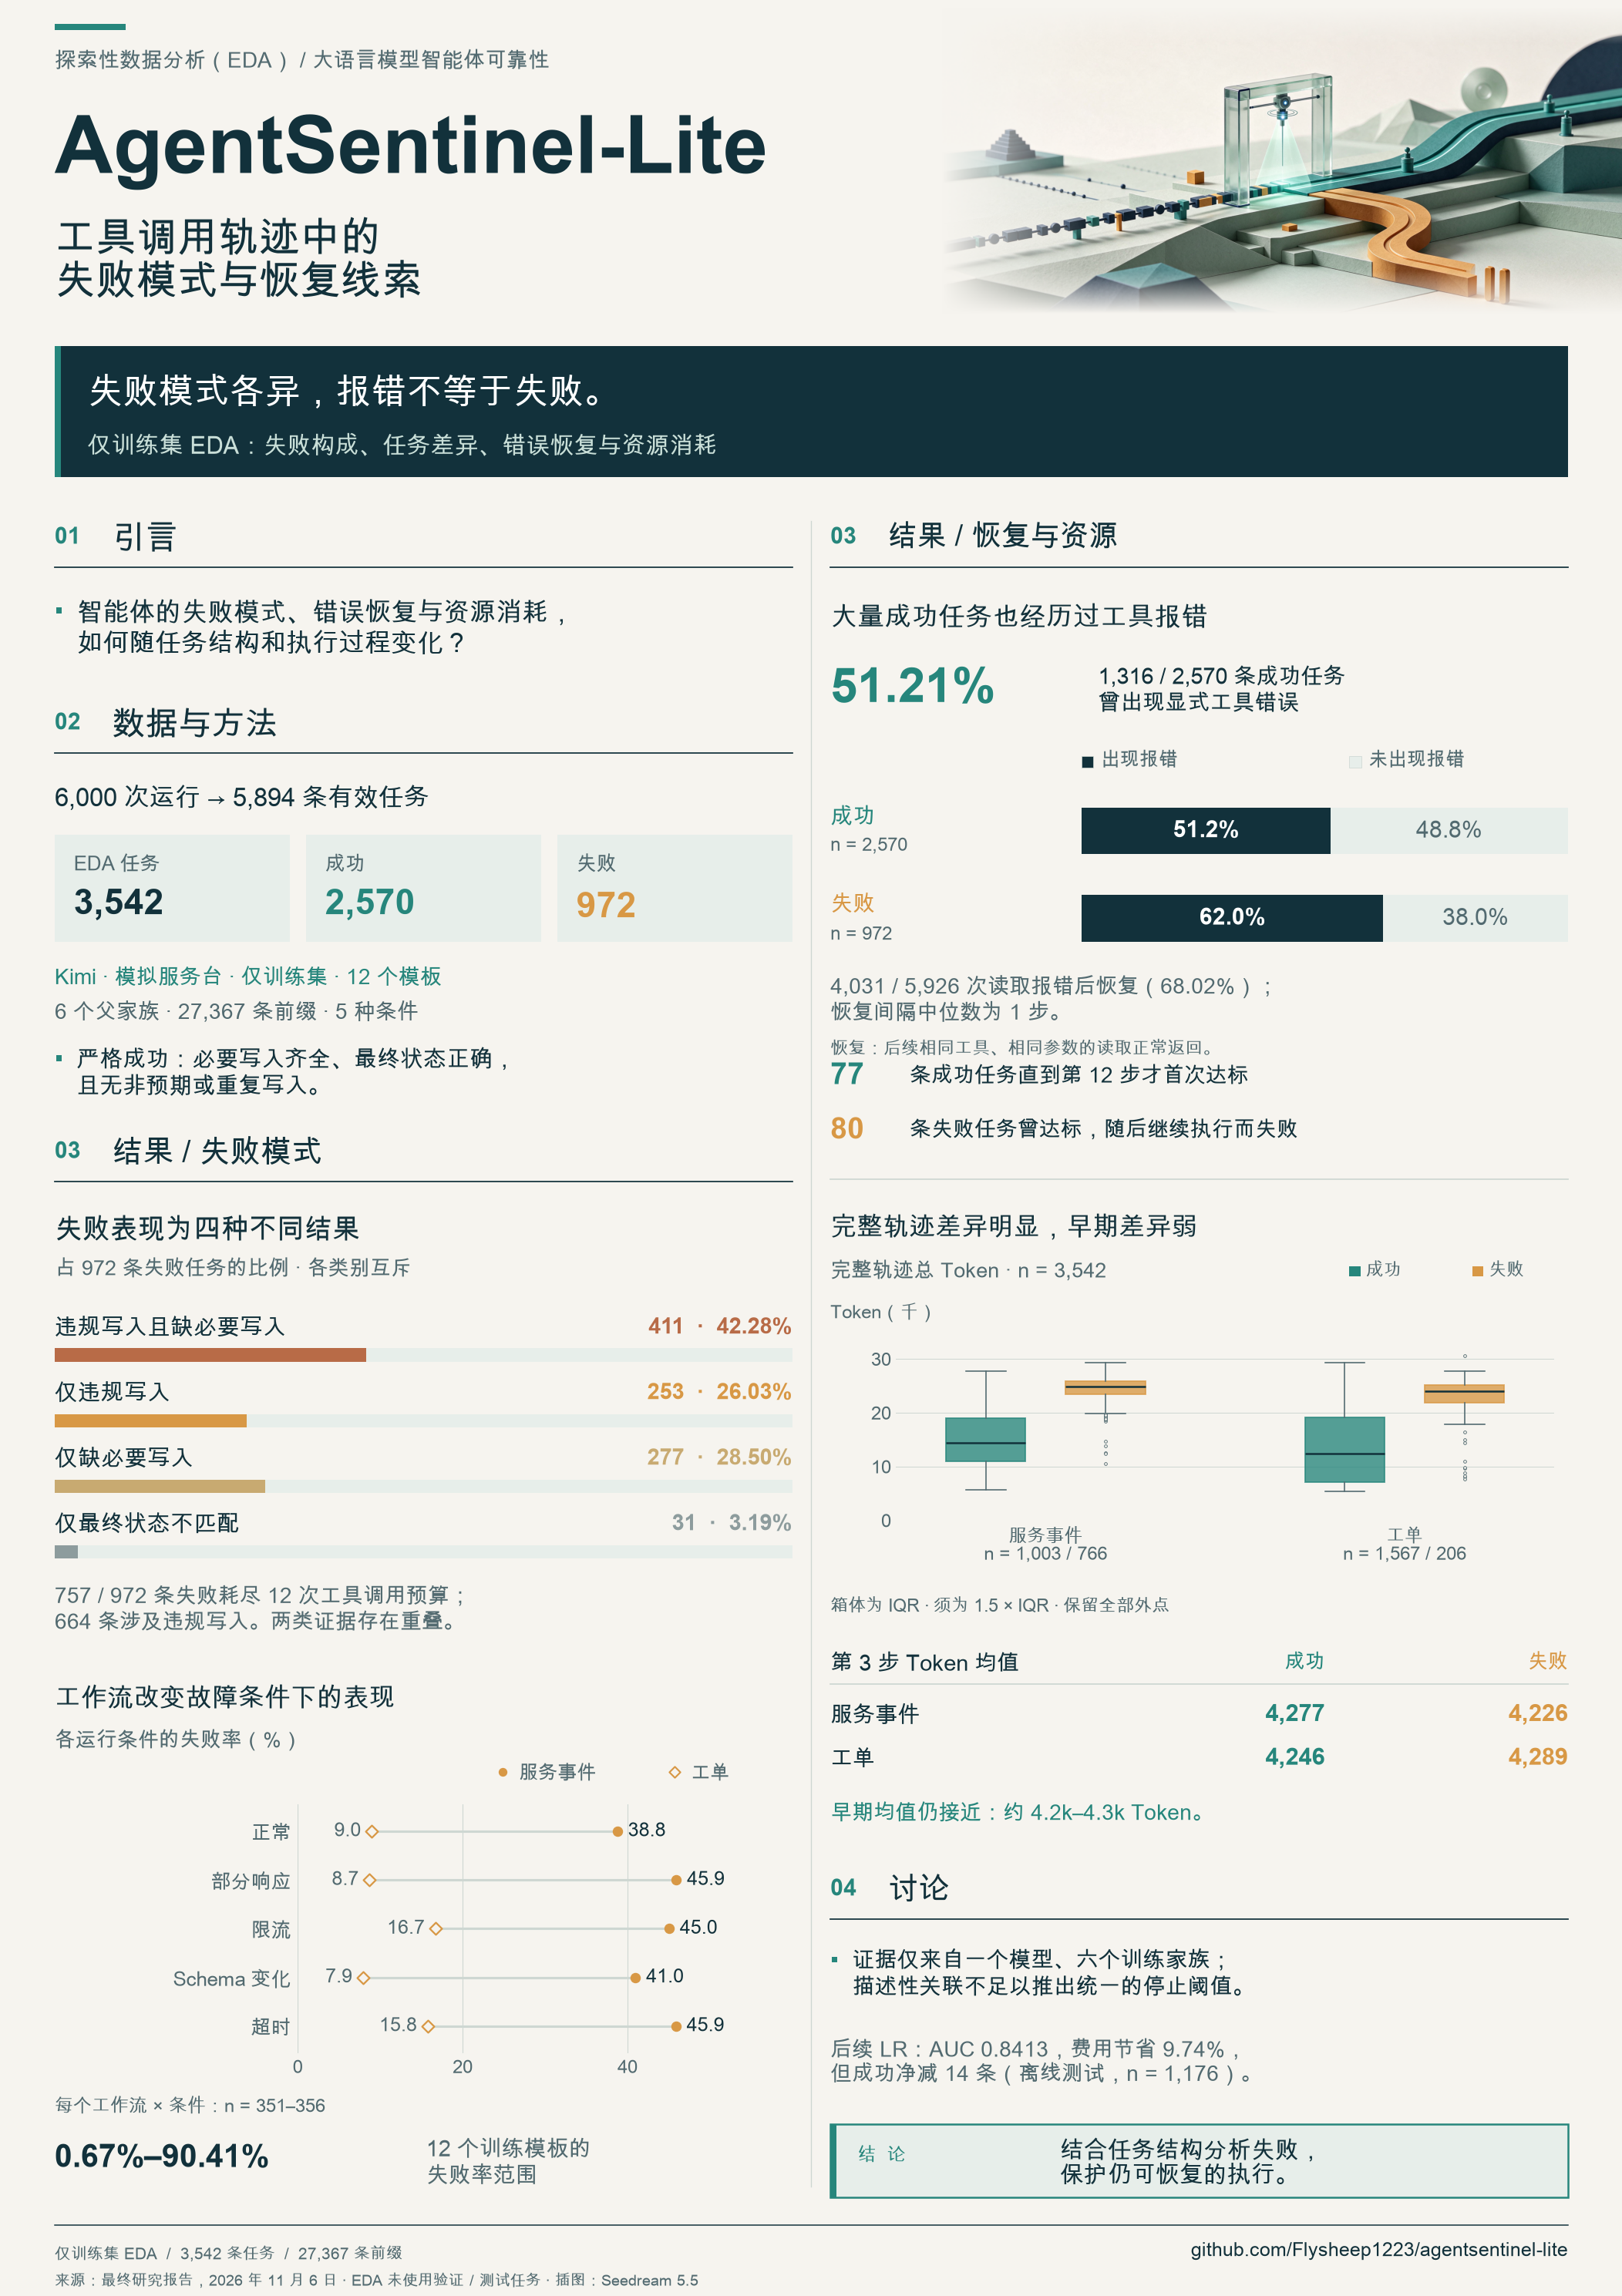 探索性数据分析（EDA）/ 大语言模型智能体可靠性
AgentSentinel-Lite
工具调用轨迹中的
失败模式与恢复线索
失败模式各异，报错不等于失败。
仅训练集 EDA：失败构成、任务差异、错误恢复与资源消耗
01 引言
▪ 智能体的失败模式、错误恢复与资源消耗，
如何随任务结构和执行过程变化？
02 数据与方法
6,000 次运行 → 5,894 条有效任务
EDA 任务
3,542
成功
2,570
失败
972
Kimi · 模拟服务台 · 仅训练集 · 12 个模板
6 个父家族 · 27,367 条前缀 · 5 种条件
▪ 严格成功：必要写入齐全、最终状态正确，
且无非预期或重复写入。
03 结果 / 失败模式
失败表现为四种不同结果
占 972 条失败任务的比例 · 各类别互斥
违规写入且缺必要写入 411 · 42.28%
仅违规写入 253 · 26.03%
仅缺必要写入 277 · 28.50%
仅最终状态不匹配 31 · 3.19%
757 / 972 条失败耗尽 12 次工具调用预算；
664 条涉及违规写入。两类证据存在重叠。
工作流改变故障条件下的表现
各运行条件的失败率（%）
服务事件 工单
正常 9.0 38.8
部分响应 8.7 45.9
限流 16.7 45.0
Schema 变化 7.9 41.0
超时 15.8 45.9
0 20 40
每个工作流 × 条件：n = 351–356
0.67%–90.41%
12 个训练模板的
失败率范围
03 结果 / 恢复与资源
大量成功任务也经历过工具报错
51.21%
1,316 / 2,570 条成功任务
曾出现显式工具错误
出现报错 未出现报错
成功
n = 2,570
51.2% 48.8%
失败
n = 972
62.0% 38.0%
4,031 / 5,926 次读取报错后恢复（68.02%）；
恢复间隔中位数为 1 步。
恢复：后续相同工具、相同参数的读取正常返回。
77 条成功任务直到第 12 步才首次达标
80 条失败任务曾达标，随后继续执行而失败
完整轨迹差异明显，早期差异弱
完整轨迹总 Token · n = 3,542
成功 失败
Token（千）
30
20
10
0
服务事件
n = 1,003 / 766
工单
n = 1,567 / 206
箱体为 IQR · 须为 1.5 × IQR · 保留全部外点
第 3 步 Token 均值 成功 失败
服务事件 4,277 4,226
工单 4,246 4,289
早期均值仍接近：约 4.2k–4.3k Token。
04 讨论
▪ 证据仅来自一个模型、六个训练家族；
描述性关联不足以推出统一的停止阈值。
后续 LR：AUC 0.8413，费用节省 9.74%，
但成功净减 14 条（离线测试，n = 1,176）。
结论
结合任务结构分析失败，
保护仍可恢复的执行。
仅训练集 EDA / 3,542 条任务 / 27,367 条前缀
来源：最终研究报告，2026 年 11 月 6 日 · EDA 未使用验证 / 测试任务 · 插图：Seedream 5.5
github.com/Flysheep1223/agentsentinel-lite